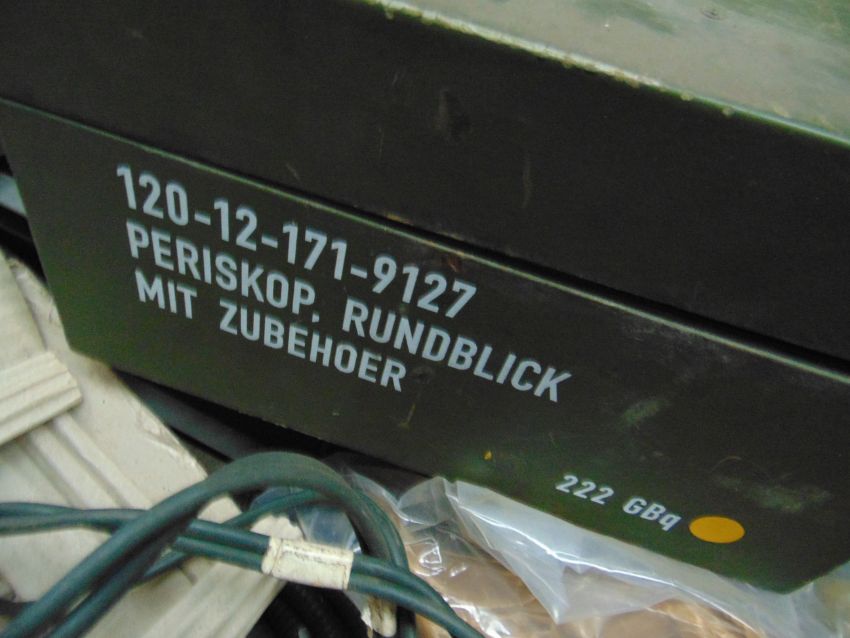 120-12-171-9127
PERISKOP, RUNDBLICK
MIT ZUBEHOER
222 GBq